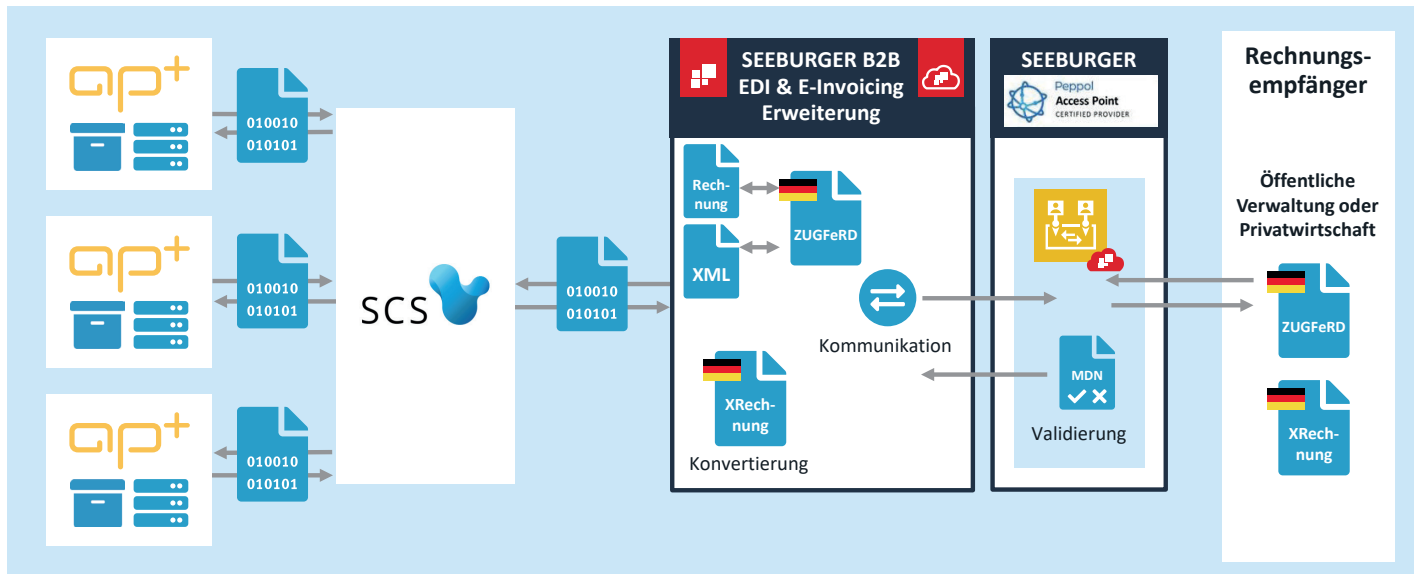 ap+
010010
010101
ap+
010010
010101
ap+
010010
010101
SCS
010010
010101
SEEBURGER B2B
EDI & E-Invoicing
Erweiterung
Rech-
nung
XML
ZUGFeRD
Kommunikation
XRech-
nung
Konvertierung
SEEBURGER
Peppol
Access Point
CERTIFIED PROVIDER
MDN
Validierung
Rechnungs-
empfänger
Öffentliche
Verwaltung oder
Privatwirtschaft
ZUGFeRD
XRech-
nung